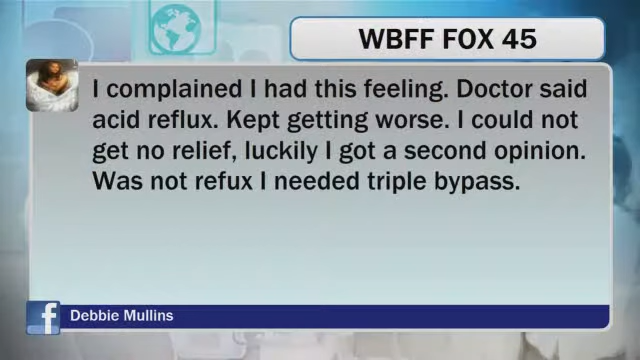 WBFF FOX 45
I complained I had this feeling. Doctor said
acid reflux. Kept getting worse. I could not
get no relief, luckily I got a second opinion.
Was not refux I needed triple bypass.
f Debbie Mullins